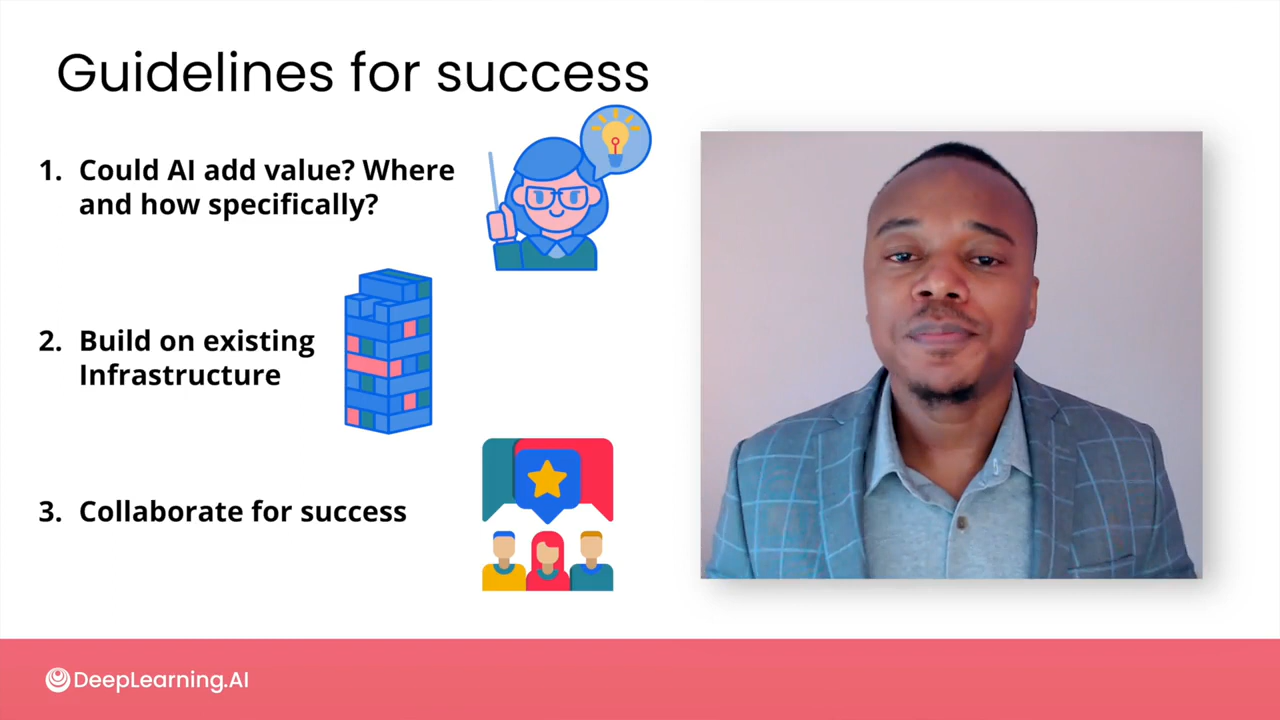 Guidelines for success
1. Could AI add value? Where
and how specifically?
2. Build on existing
Infrastructure
3. Collaborate for success
DeepLearning.AI